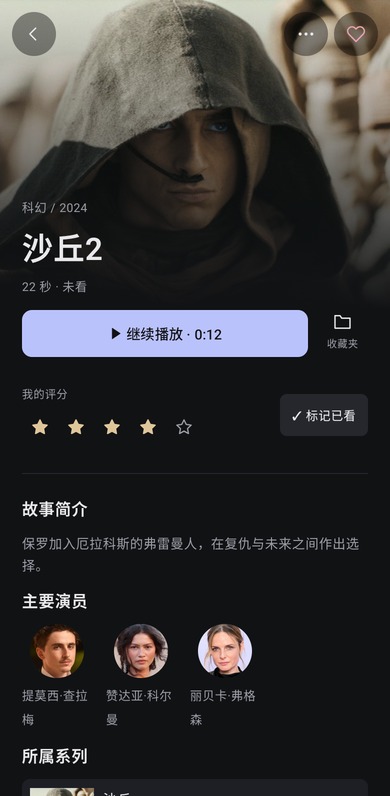 科幻 / 2024
沙丘2
22 秒 · 未看
▶ 继续播放 · 0:12
收藏夹
我的评分
✓ 标记已看
故事简介
保罗加入厄拉科斯的弗雷曼人，在复仇与未来之间作出选
择。
主要演员
提莫西·查拉
梅
赞达亚·科尔
曼
丽贝卡·弗格
森
所属系列
沙丘